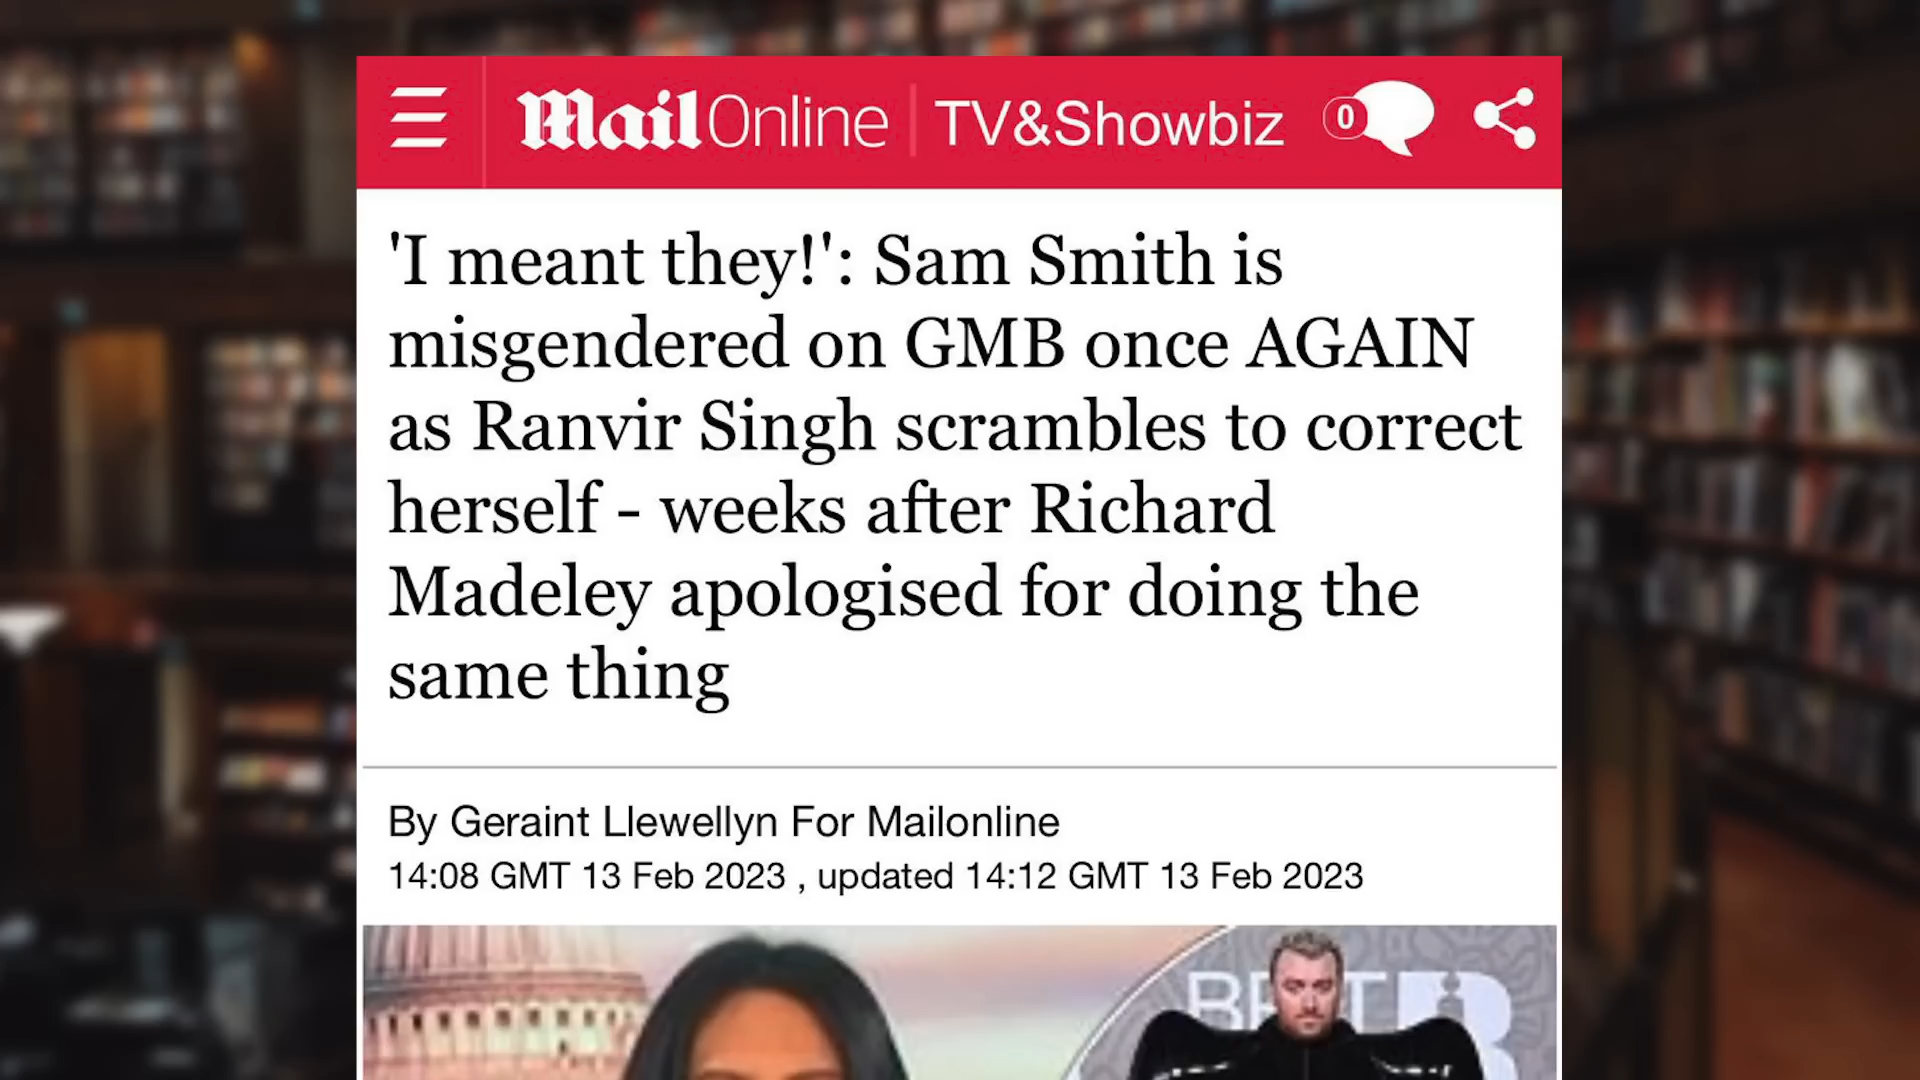 MailOnline | TV&Showbiz 0
'I meant they!': Sam Smith is
misgendered on GMB once AGAIN
as Ranvir Singh scrambles to correct
herself - weeks after Richard
Madeley apologised for doing the
same thing
By Geraint Llewellyn For Mailonline
14:08 GMT 13 Feb 2023 , updated 14:12 GMT 13 Feb 2023